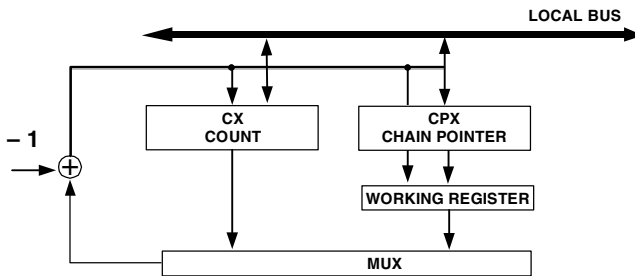 LOCAL BUS
CX
COUNT
CPX
CHAIN POINTER
– 1
+
WORKING REGISTER
MUX